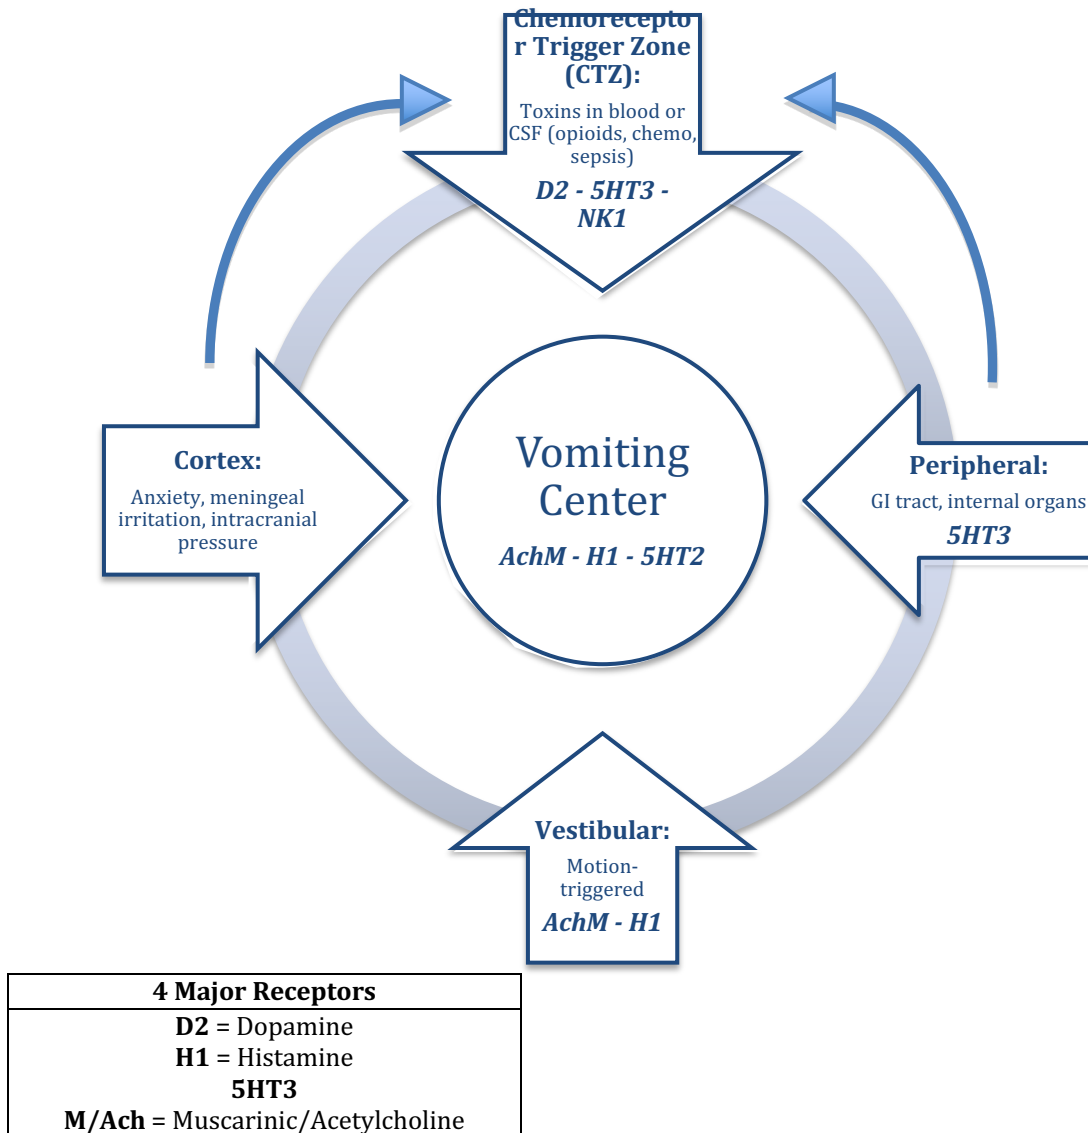 Chemorecepto
r Trigger Zone
(CTZ):
Toxins in blood or
CSF (opioids, chemo,
sepsis)
D2 - 5HT3 -
NK1
Cortex:
Anxiety, meningeal
irritation, intracranial
pressure
Vomiting
Center
AchM - H1 - 5HT2
Peripheral:
GI tract, internal organs
5HT3
Vestibular:
Motion-
triggered
AchM - H1
4 Major Receptors
D2 = Dopamine
H1 = Histamine
5HT3
M/Ach = Muscarinic/Acetylcholine